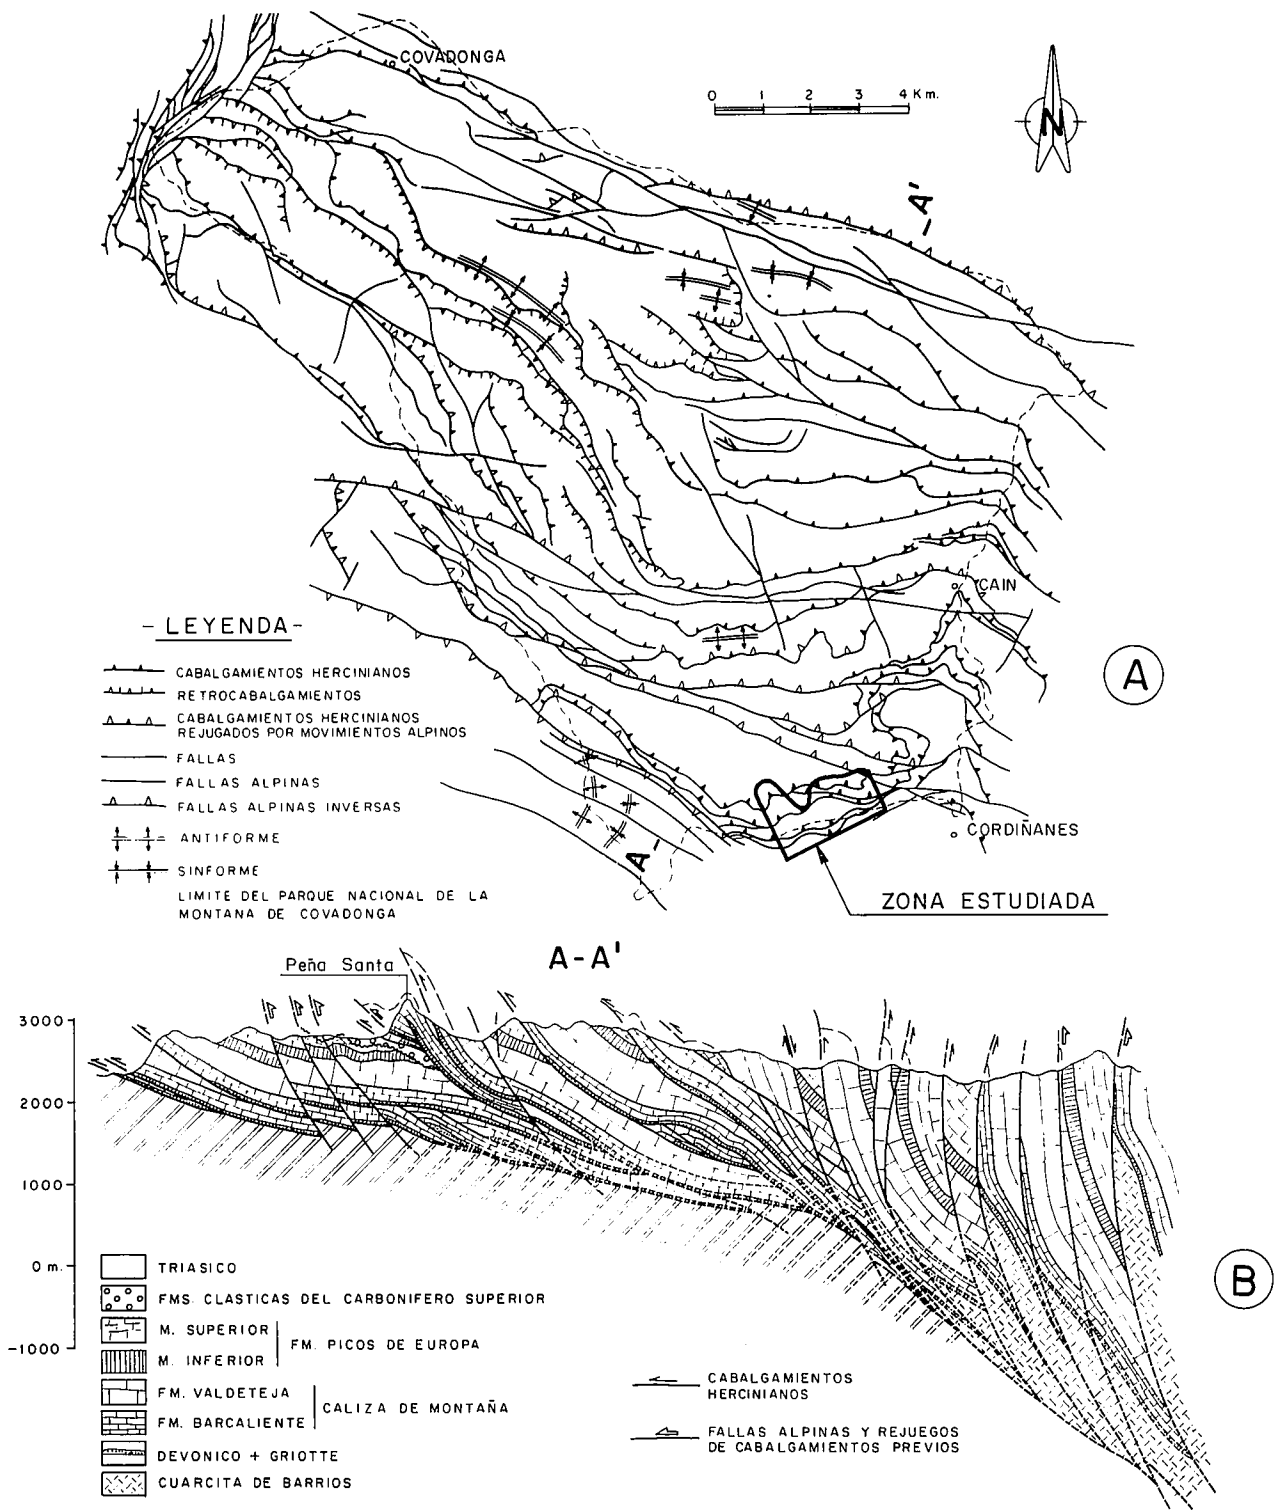 COVADONGA
0 1 2 3 4 Km.
N
A'
CAIN
- LEYENDA -
CABALGAMIENTOS HERCINIANOS
RETROCABALGAMIENTOS
CABALGAMIENTOS HERCINIANOS
REJUGADOS POR MOVIMIENTOS ALPINOS
FALLAS
FALLAS ALPINAS
FALLAS ALPINAS INVERSAS
ANTIFORME
SINFORME
LIMITE DEL PARQUE NACIONAL DE LA
MONTANA DE COVADONGA
A
A
CORDIÑANES
ZONA ESTUDIADA
A-A'
Peña Santa
3000
2000
1000
0 m.
-1000
B
TRIASICO
FMS. CLASTICAS DEL CARBONIFERO SUPERIOR
M. SUPERIOR
M. INFERIOR
FM. PICOS DE EUROPA
FM. VALDETEJA
FM. BARCALIENTE
CALIZA DE MONTAÑA
DEVONICO + GRIOTTE
CUARCITA DE BARRIOS
CABALGAMIENTOS
HERCINIANOS
FALLAS ALPINAS Y REJUEGOS
DE CABALGAMIENTOS PREVIOS